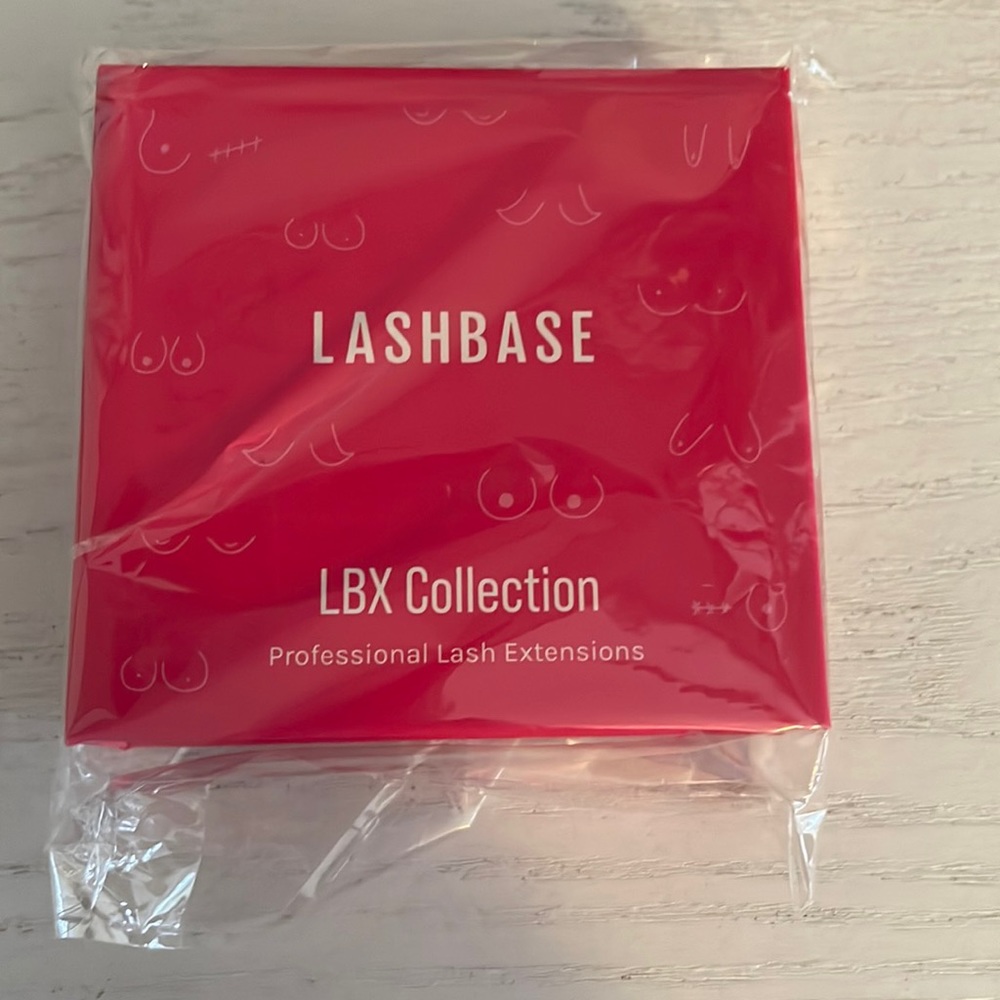 LASHBASE
LBX Collection
Professional Lash Extensions